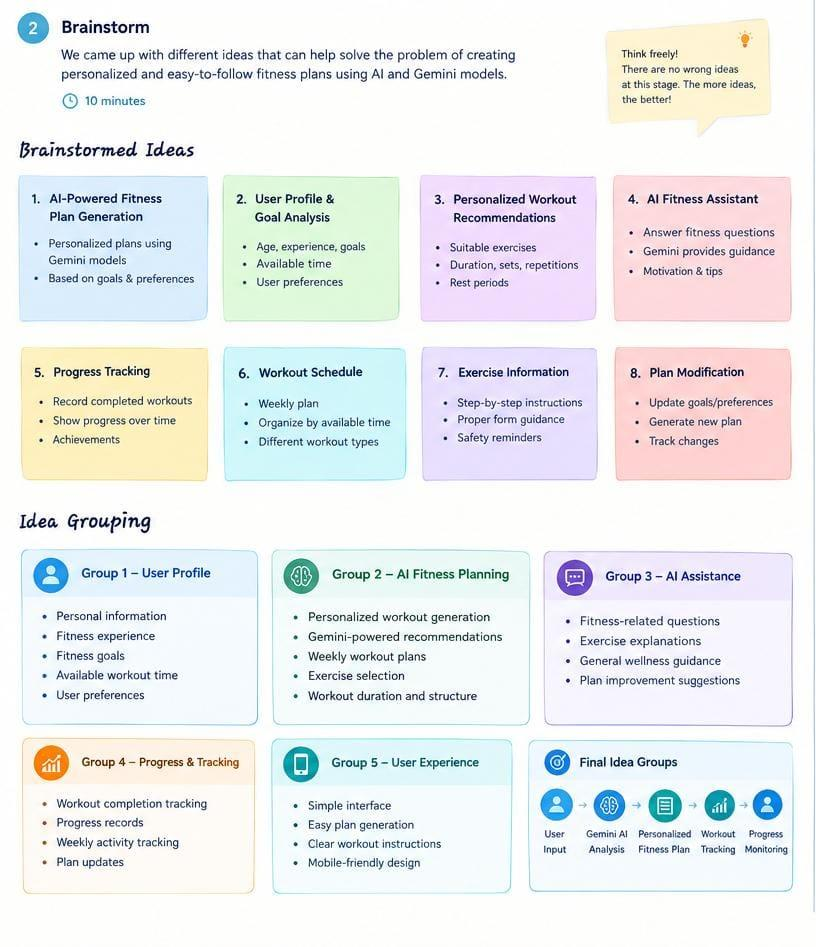 2 Brainstorm
We came up with different ideas that can help solve the problem of creating
personalized and easy-to-follow fitness plans using AI and Gemini models.
10 minutes
Think freely!
There are no wrong ideas
at this stage. The more ideas,
the better!
Brainstormed Ideas
1. AI-Powered Fitness
Plan Generation
• Personalized plans using
Gemini models
• Based on goals & preferences
2. User Profile &
Goal Analysis
• Age, experience, goals
• Available time
• User preferences
3. Personalized Workout
Recommendations
• Suitable exercises
• Duration, sets, repetitions
• Rest periods
4. AI Fitness Assistant
• Answer fitness questions
• Gemini provides guidance
• Motivation & tips
5. Progress Tracking
• Record completed workouts
• Show progress over time
• Achievements
6. Workout Schedule
• Weekly plan
• Organize by available time
• Different workout types
7. Exercise Information
• Step-by-step instructions
• Proper form guidance
• Safety reminders
8. Plan Modification
• Update goals/preferences
• Generate new plan
• Track changes
Idea Grouping
Group 1 – User Profile
• Personal information
• Fitness experience
• Fitness goals
• Available workout time
• User preferences
Group 2 – AI Fitness Planning
• Personalized workout generation
• Gemini-powered recommendations
• Weekly workout plans
• Exercise selection
• Workout duration and structure
Group 3 – AI Assistance
• Fitness-related questions
• Exercise explanations
• General wellness guidance
• Plan improvement suggestions
Group 4 – Progress & Tracking
• Workout completion tracking
• Progress records
• Weekly activity tracking
• Plan updates
Group 5 – User Experience
• Simple interface
• Easy plan generation
• Clear workout instructions
• Mobile-friendly design
Final Idea Groups
User
Input
Gemini AI
Analysis
Personalized
Fitness Plan
Workout
Tracking
Progress
Monitoring